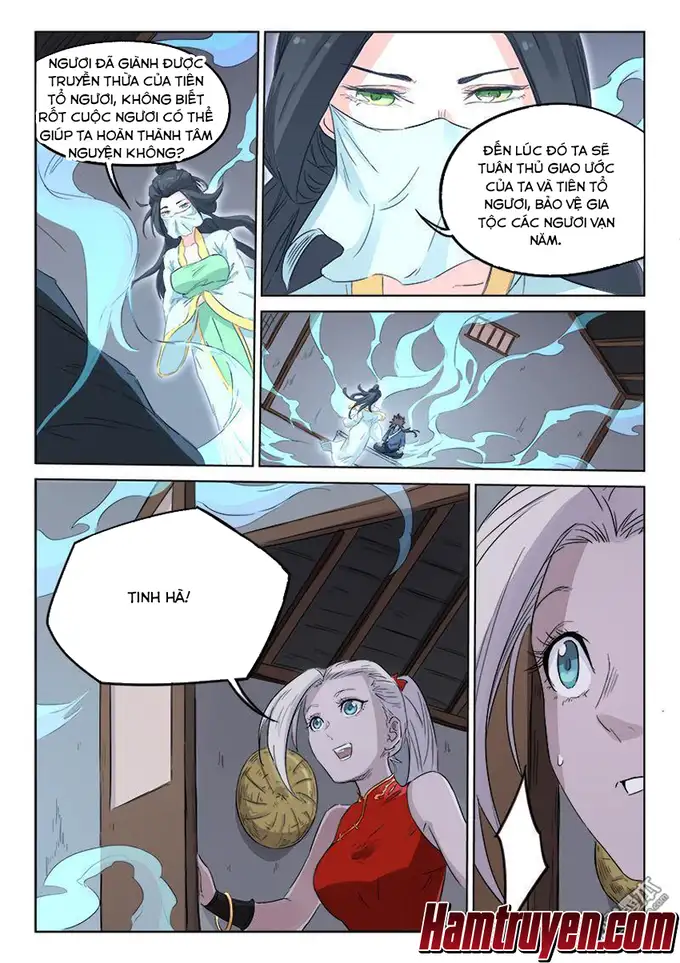 NGƯƠI ĐÃ GIÀNH ĐƯỢC
TRUYỀN THỪA CỦA TIÊN
TỔ NGƯƠI, KHÔNG BIẾT
RỐT CUỘC NGƯƠI CÓ THỂ
GIÚP TA HOÀN THÀNH TÂM
NGUYỆN KHÔNG?
ĐẾN LÚC ĐÓ TA SẼ
TUÂN THỦ GIAO ƯỚC
CỦA TA VÀ TIÊN TỔ
NGƯƠI, BẢO VỆ GIA
TỘC CÁC NGƯƠI VẠN
NĂM.
TINH HÀ!
Hamtruyen.com